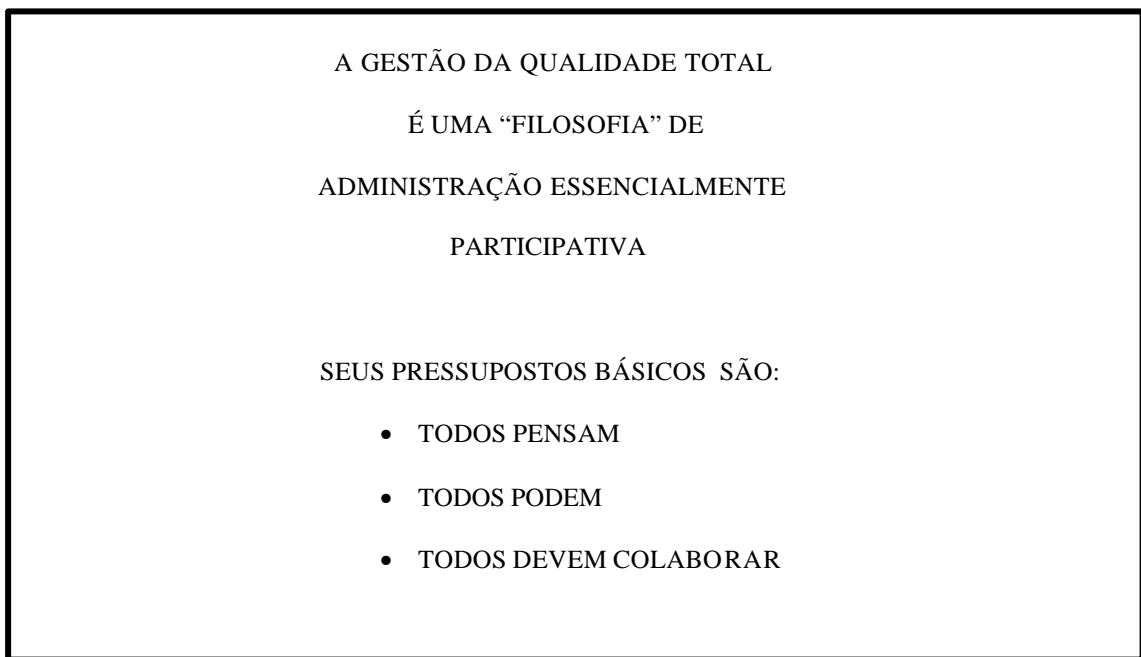 A GESTÃO DA QUALIDADE TOTAL
É UMA “FILOSOFIA” DE
ADMINISTRAÇÃO ESSENCIALMENTE
PARTICIPATIVA
SEUS PRESSUPOSTOS BÁSICOS SÃO:
• TODOS PENSAM
• TODOS PODEM
• TODOS DEVEM COLABORAR